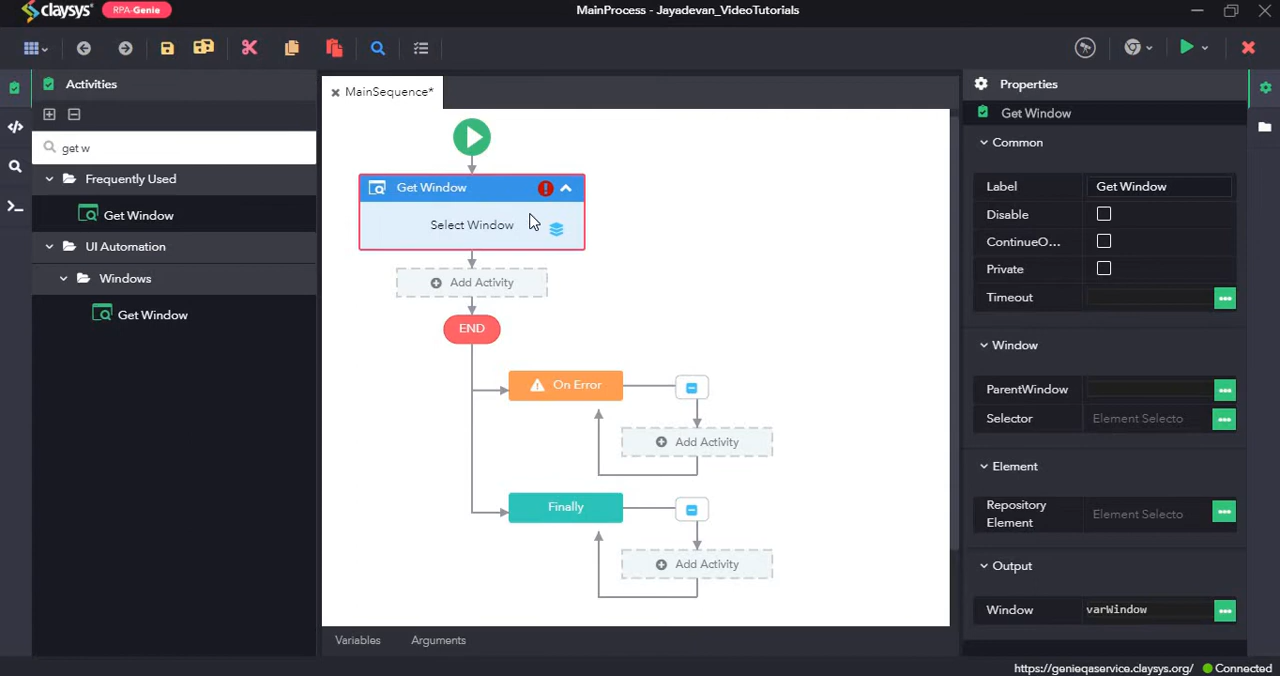 claysys
RPA-Genie
MainProcess - Jayadevan_VideoTutorials
Activities
get w
Frequently Used
Get Window
UI Automation
Windows
Get Window
MainSequence*
Get Window
Select Window
Add Activity
END
On Error
Add Activity
Finally
Add Activity
Variables
Arguments
Properties
Get Window
Common
Label
Get Window
Disable
ContinueO...
Private
Timeout
Window
ParentWindow
Selector
Element Selecto
Element
Repository
Element
Element Selecto
Output
Window
varWindow
https://genieqaservice.claysys.org/
Connected